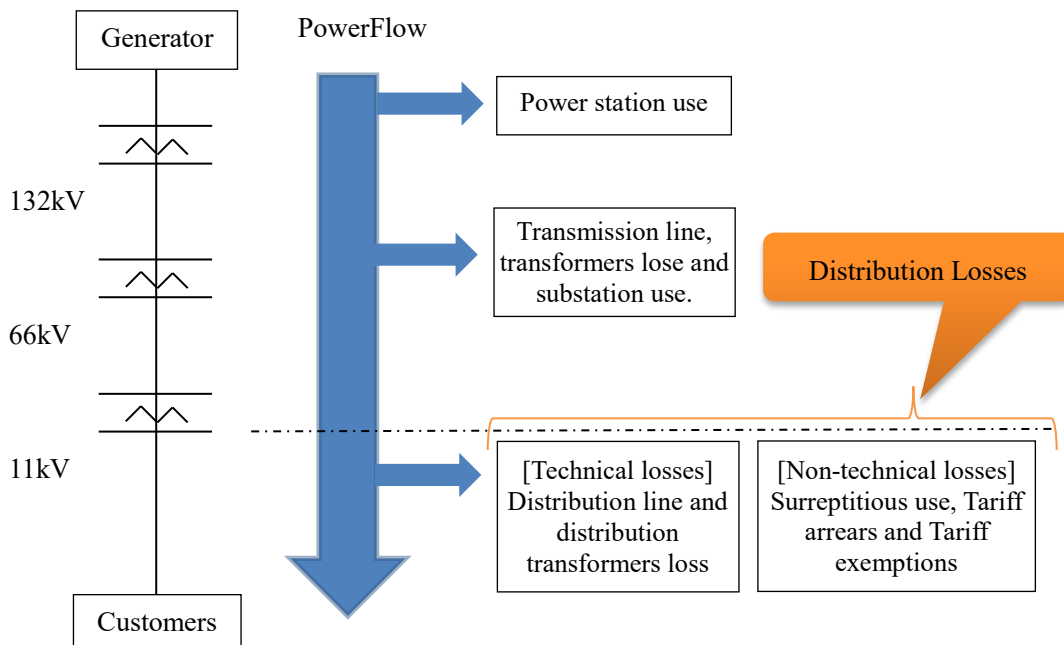 Generator
PowerFlow
Power station use
132kV
Transmission line,
transformers lose and
substation use.
Distribution Losses
66kV
11kV
[Technical losses]
Distribution line and
distribution
transformers loss
[Non-technical losses]
Surreptitious use, Tariff
arrears and Tariff
exemptions
Customers